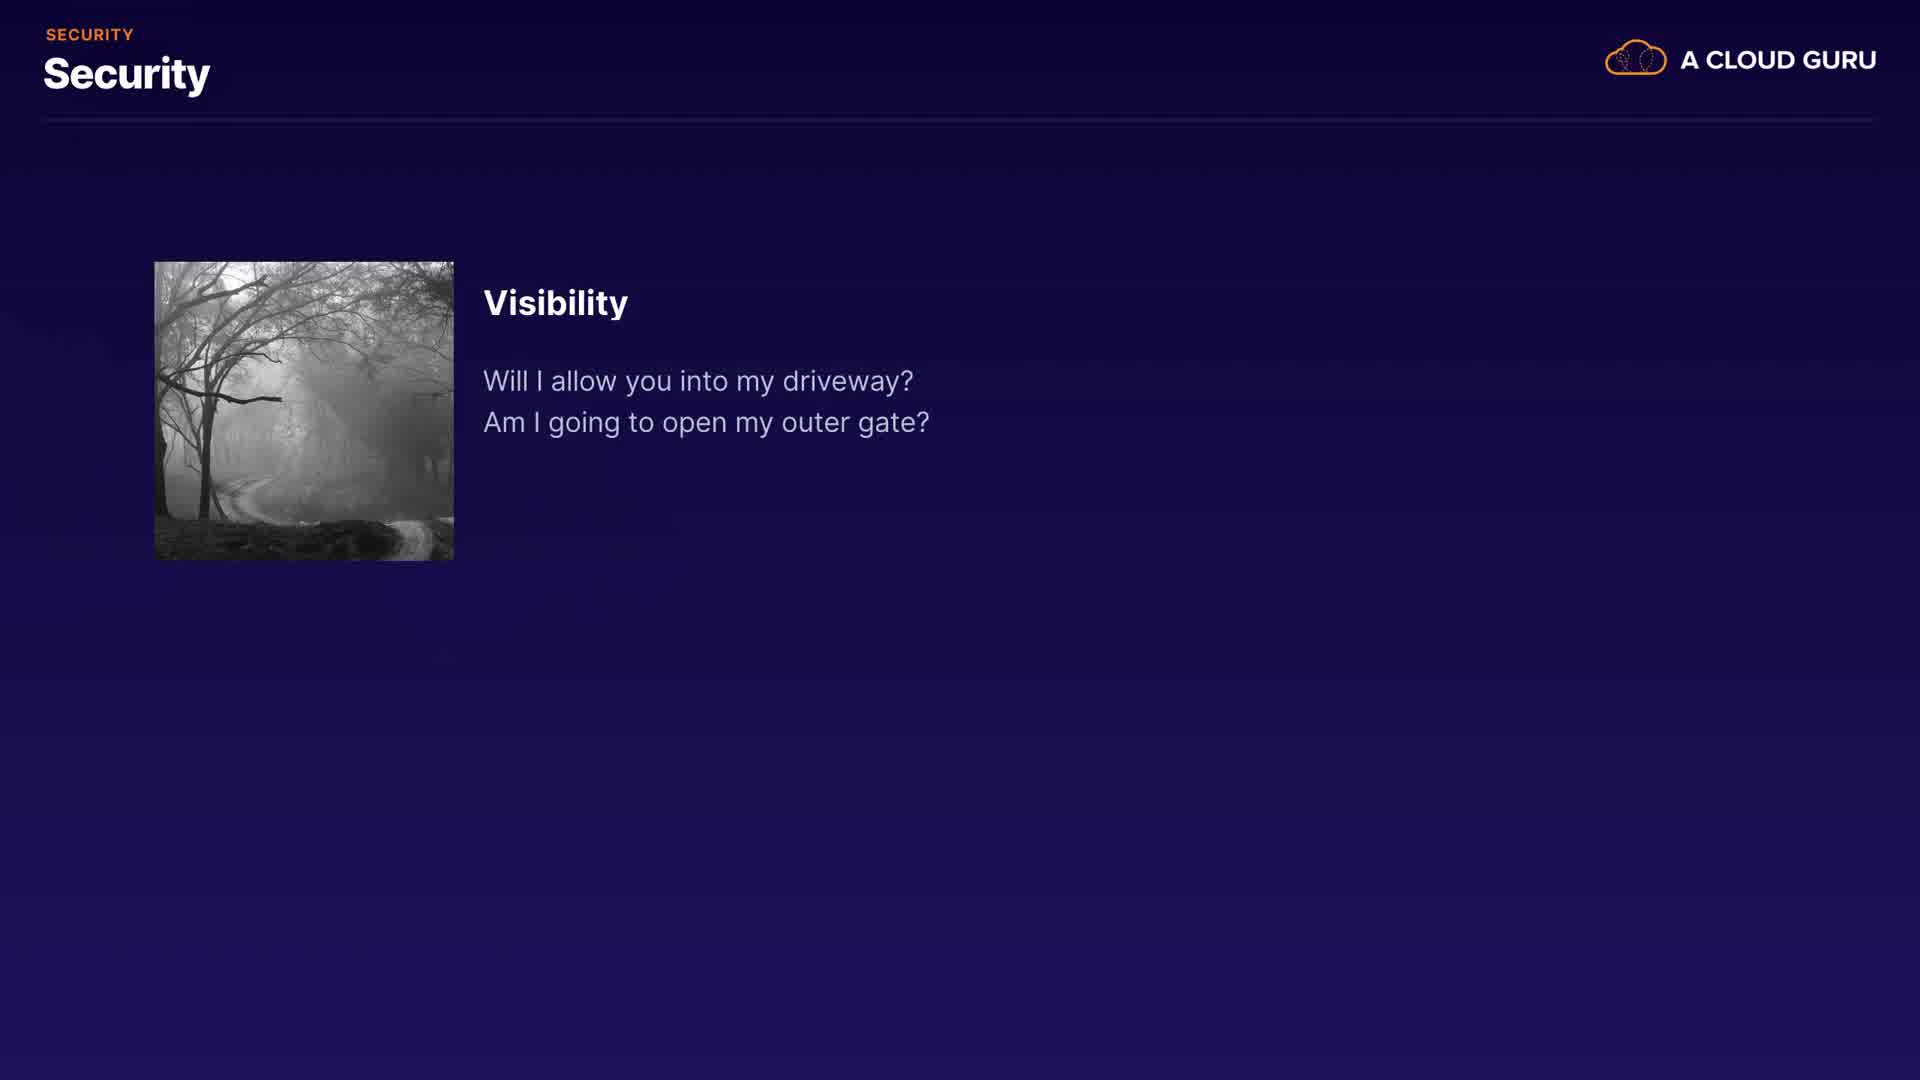 SECURITY
Security
A CLOUD GURU
Visibility
Will I allow you into my driveway?
Am I going to open my outer gate?